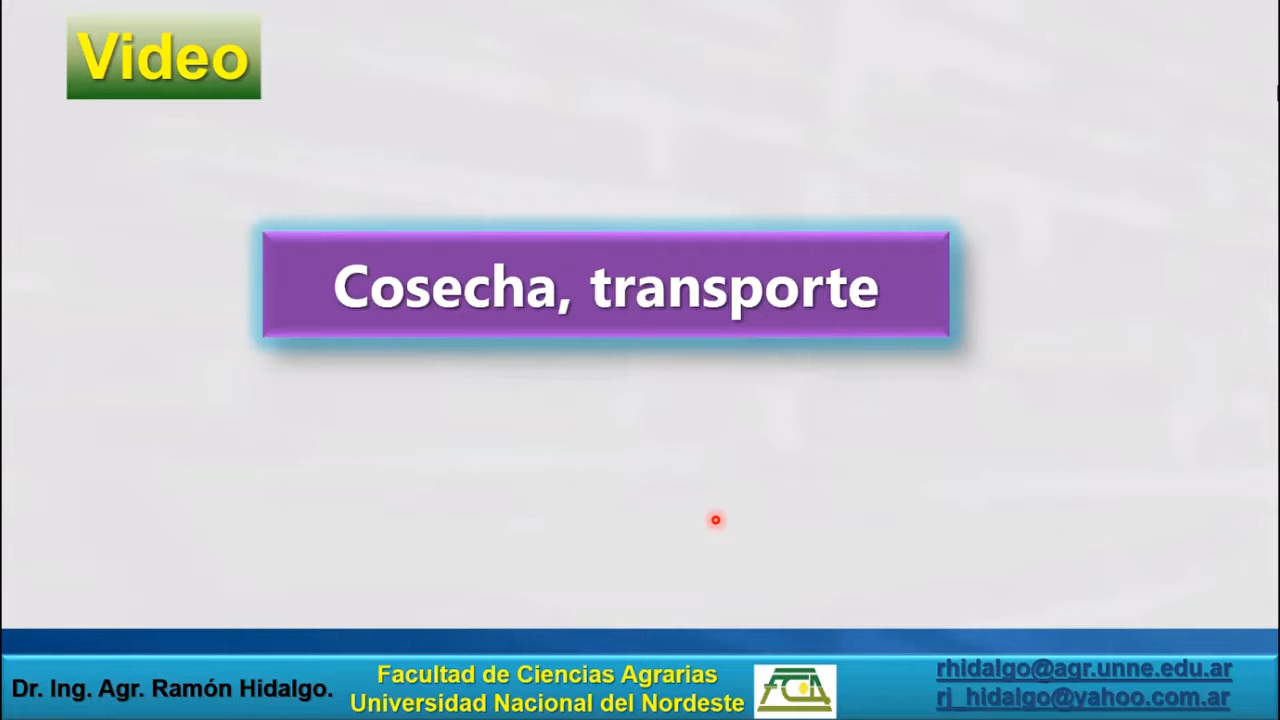 Video
Cosecha, transporte
Dr. Ing. Agr. Ramón Hidalgo.
Facultad de Ciencias Agrarias
Universidad Nacional del Nordeste
FCA
rhidalgo@agr.unne.edu.ar
rj_hidalgo@yahoo.com.ar